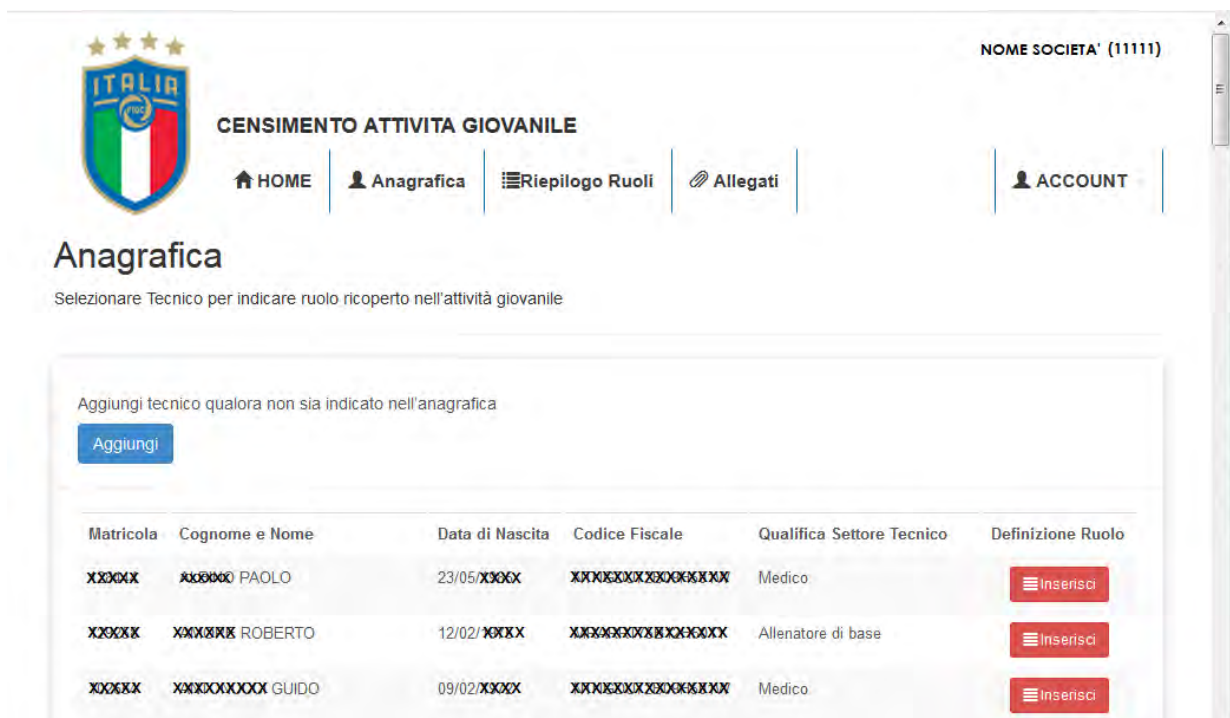 NOME SOCIETA' (11111)
ITALIA
FIGC
CENSIMENTO ATTIVITA GIOVANILE
HOME Anagrafica Riepilogo Ruoli Allegati ACCOUNT
Anagrafica
Selezionare Tecnico per indicare ruolo ricoperto nell'attività giovanile
Aggiungi tecnico qualora non sia indicato nell'anagrafica
Aggiungi
Matricola Cognome e Nome Data di Nascita Codice Fiscale Qualifica Settore Tecnico Definizione Ruolo
PAOLO 23/05/ Medico Inserisci
ROBERTO 12/02/ Allenatore di base Inserisci
GUIDO 09/02/ Medico Inserisci